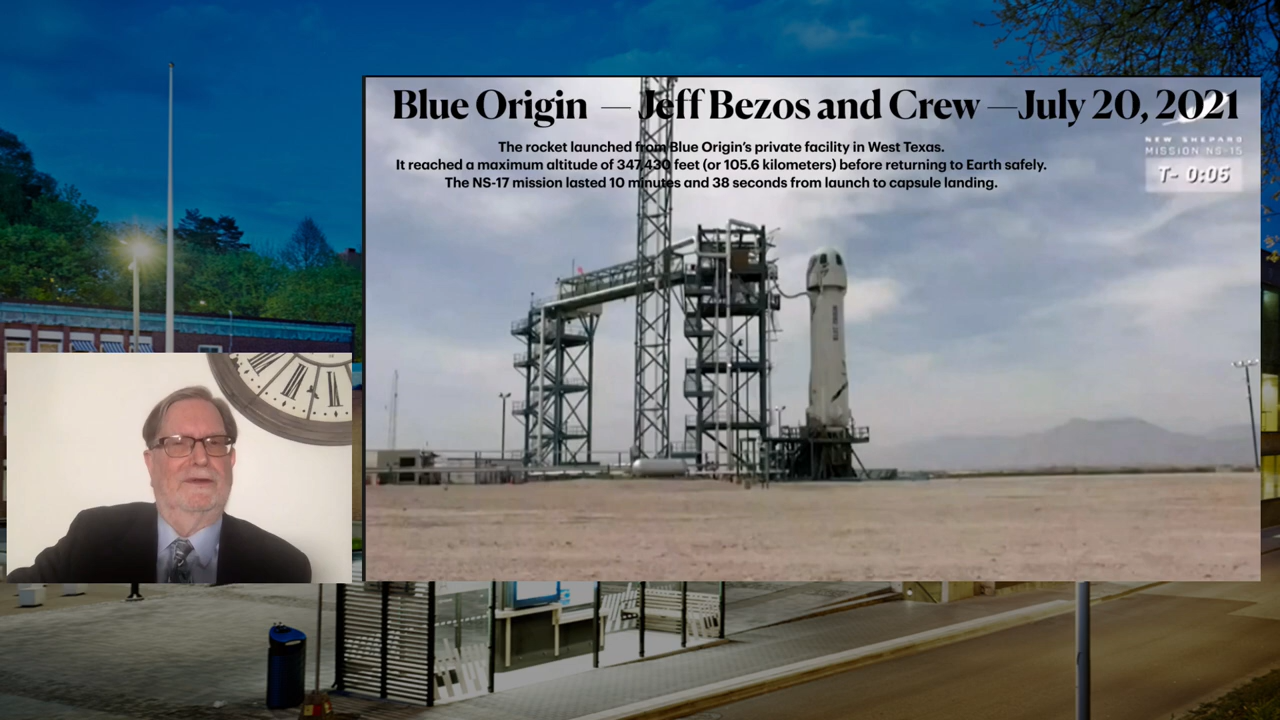 Blue Origin — Jeff Bezos and Crew —July 20, 2021
The rocket launched from Blue Origin's private facility in West Texas.
It reached a maximum altitude of 347,430 feet (or 105.6 kilometers) before returning to Earth safely.
The NS-17 mission lasted 10 minutes and 38 seconds from launch to capsule landing.
NEW SHEPARD
MISSION NS-15
T- 0:05